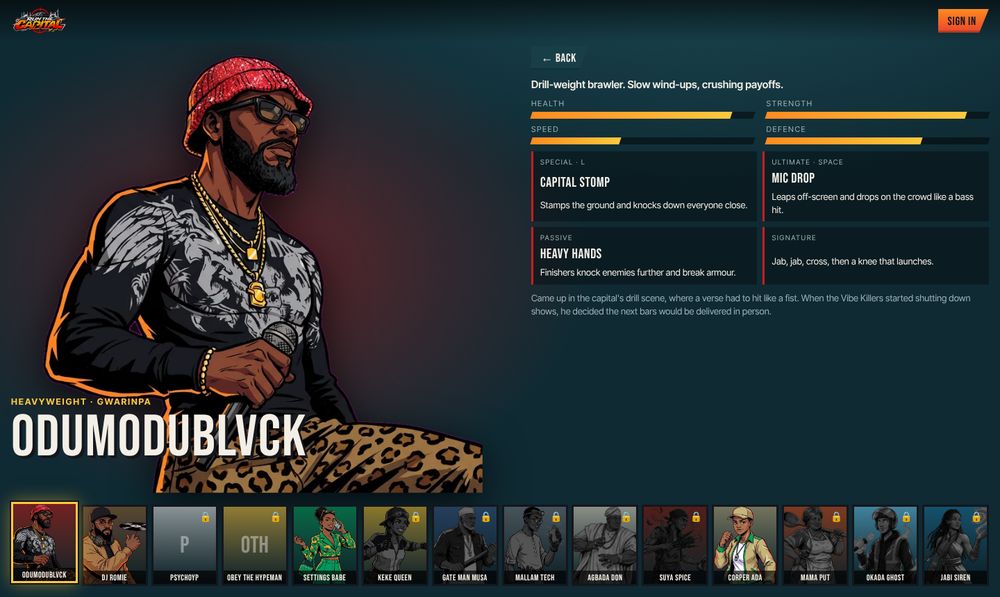 RUN THE
CAPITAL
SIGN IN
← BACK
Drill-weight brawler. Slow wind-ups, crushing payoffs.
HEALTH
STRENGTH
SPEED
DEFENCE
SPECIAL · L
CAPITAL STOMP
Stamps the ground and knocks down everyone close.
ULTIMATE · SPACE
MIC DROP
Leaps off-screen and drops on the crowd like a bass
hit.
PASSIVE
HEAVY HANDS
Finishers knock enemies further and break armour.
SIGNATURE
Jab, jab, cross, then a knee that launches.
Came up in the capital's drill scene, where a verse had to hit like a fist. When the Vibe Killers started shutting down
shows, he decided the next bars would be delivered in person.
HEAVYWEIGHT · GWARINPA
ODUMODUBLVCK
ODUMODUBLVCK
DJ ROMIE
P
PSYCHOYP
OTH
OBEY THE HYPEMAN
SETTINGS BABE
KEKE QUEEN
GATE MAN MUSA
MALLAM TECH
AGBADA DON
SUYA SPICE
CORPER ADA
MAMA PUT
OKADA GHOST
JABI SIREN